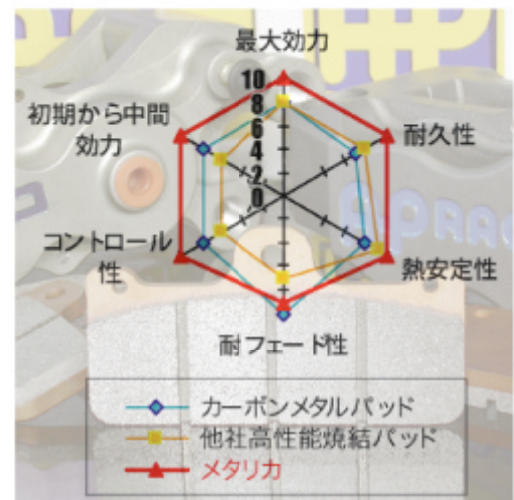 最大効力
10
8
6
4
2
0
初期から中間
効力
耐久性
コントロール
性
熱安定性
耐フェード性
カーボンメタルパッド
他社高性能焼結パッド
メタリカ